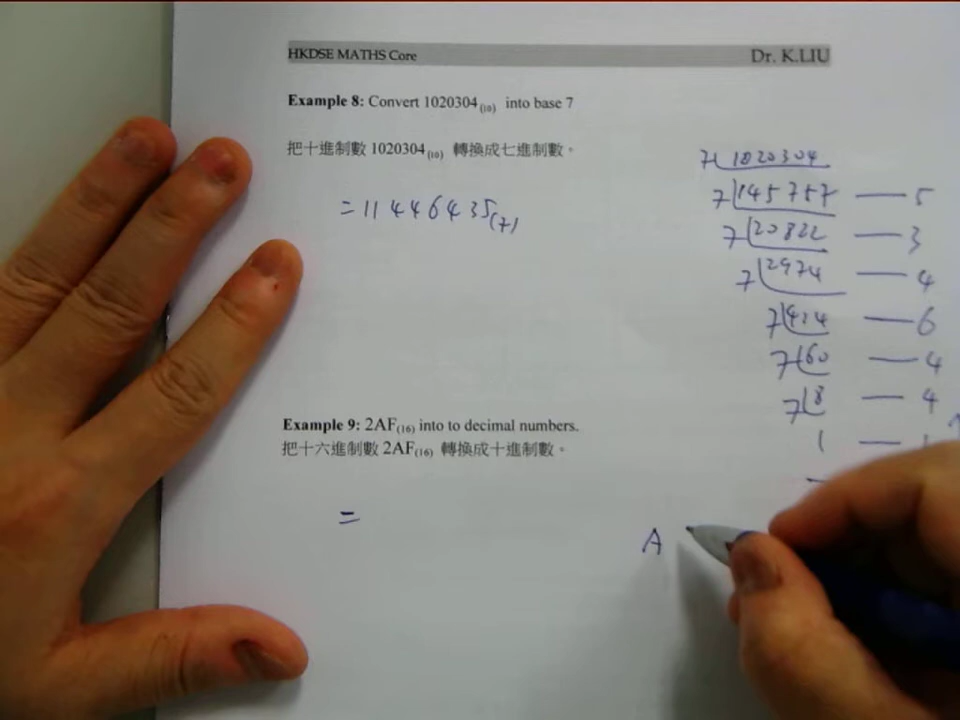 HKDSE MATHS Core Dr. K.LIU
Example 8: Convert 1020304 (10) into base 7
把十進制數 1020304 (10) 轉換成七進制數。
= 11446435(7)
7 1020304
7 145757 — 5
7 20822 — 3
7 2974 — 4
7 424 — 6
7 60 — 4
7 8 — 4
1 — 1
Example 9: 2AF(16) into to decimal numbers.
把十六進制數 2AF(16) 轉換成十進制數。
=
A